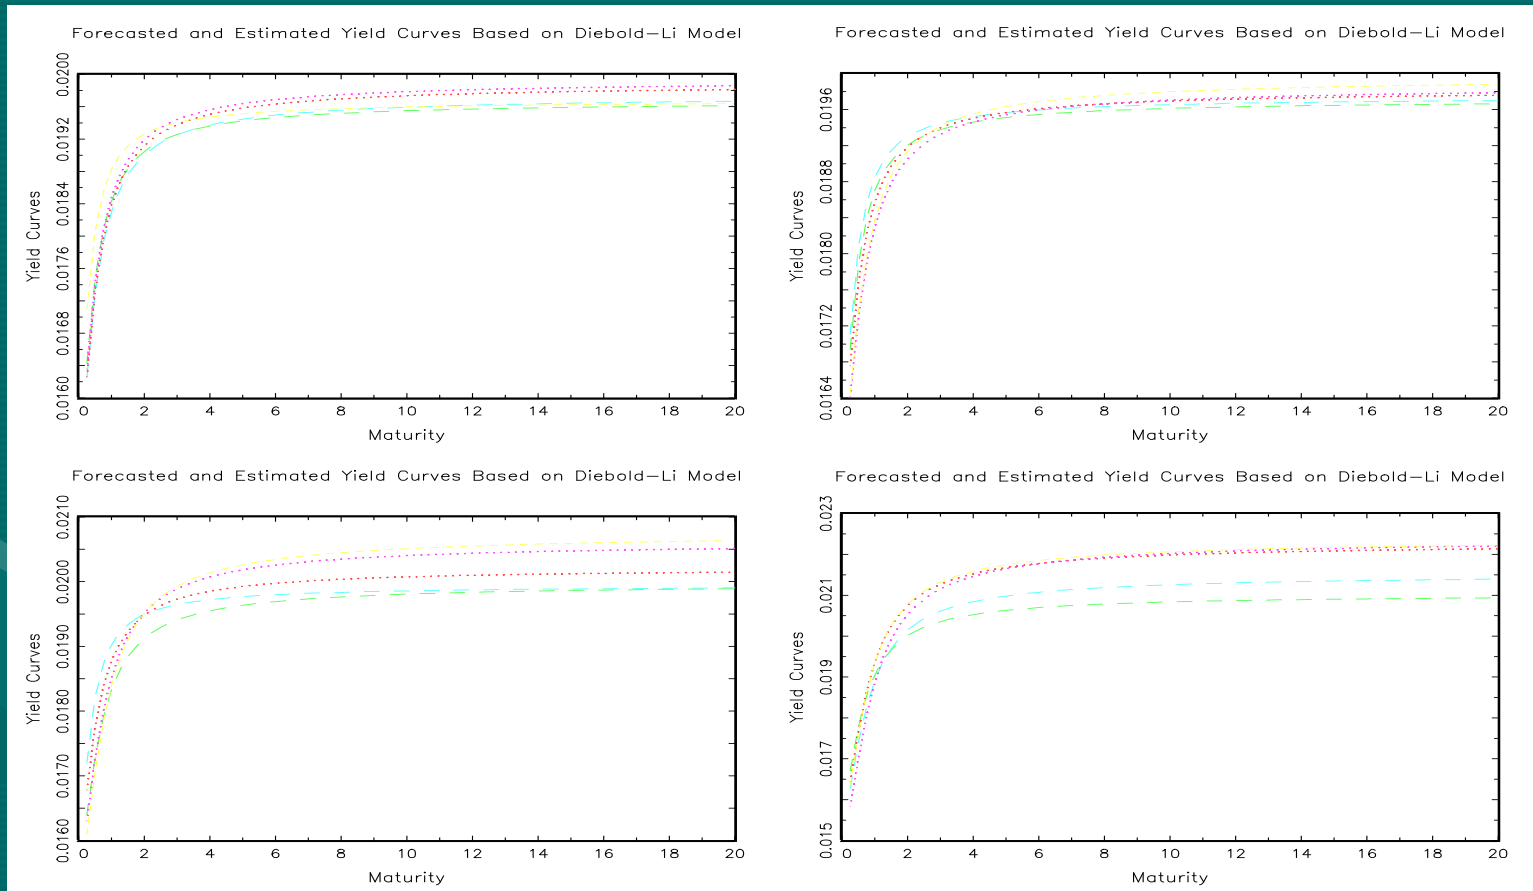 Forecasted and Estimated Yield Curves Based on Diebold-Li Model
Yield Curves
0.0200
0.0192
0.0184
0.0176
0.0168
0.0160
0 2 4 6 8 10 12 14 16 18 20
Maturity
Forecasted and Estimated Yield Curves Based on Diebold-Li Model
Yield Curves
0.0196
0.0188
0.0180
0.0172
0.0164
0 2 4 6 8 10 12 14 16 18 20
Maturity
Forecasted and Estimated Yield Curves Based on Diebold-Li Model
Yield Curves
0.0210
0.0200
0.0190
0.0180
0.0170
0.0160
0 2 4 6 8 10 12 14 16 18 20
Maturity
Forecasted and Estimated Yield Curves Based on Diebold-Li Model
Yield Curves
0.023
0.021
0.019
0.017
0.015
0 2 4 6 8 10 12 14 16 18 20
Maturity